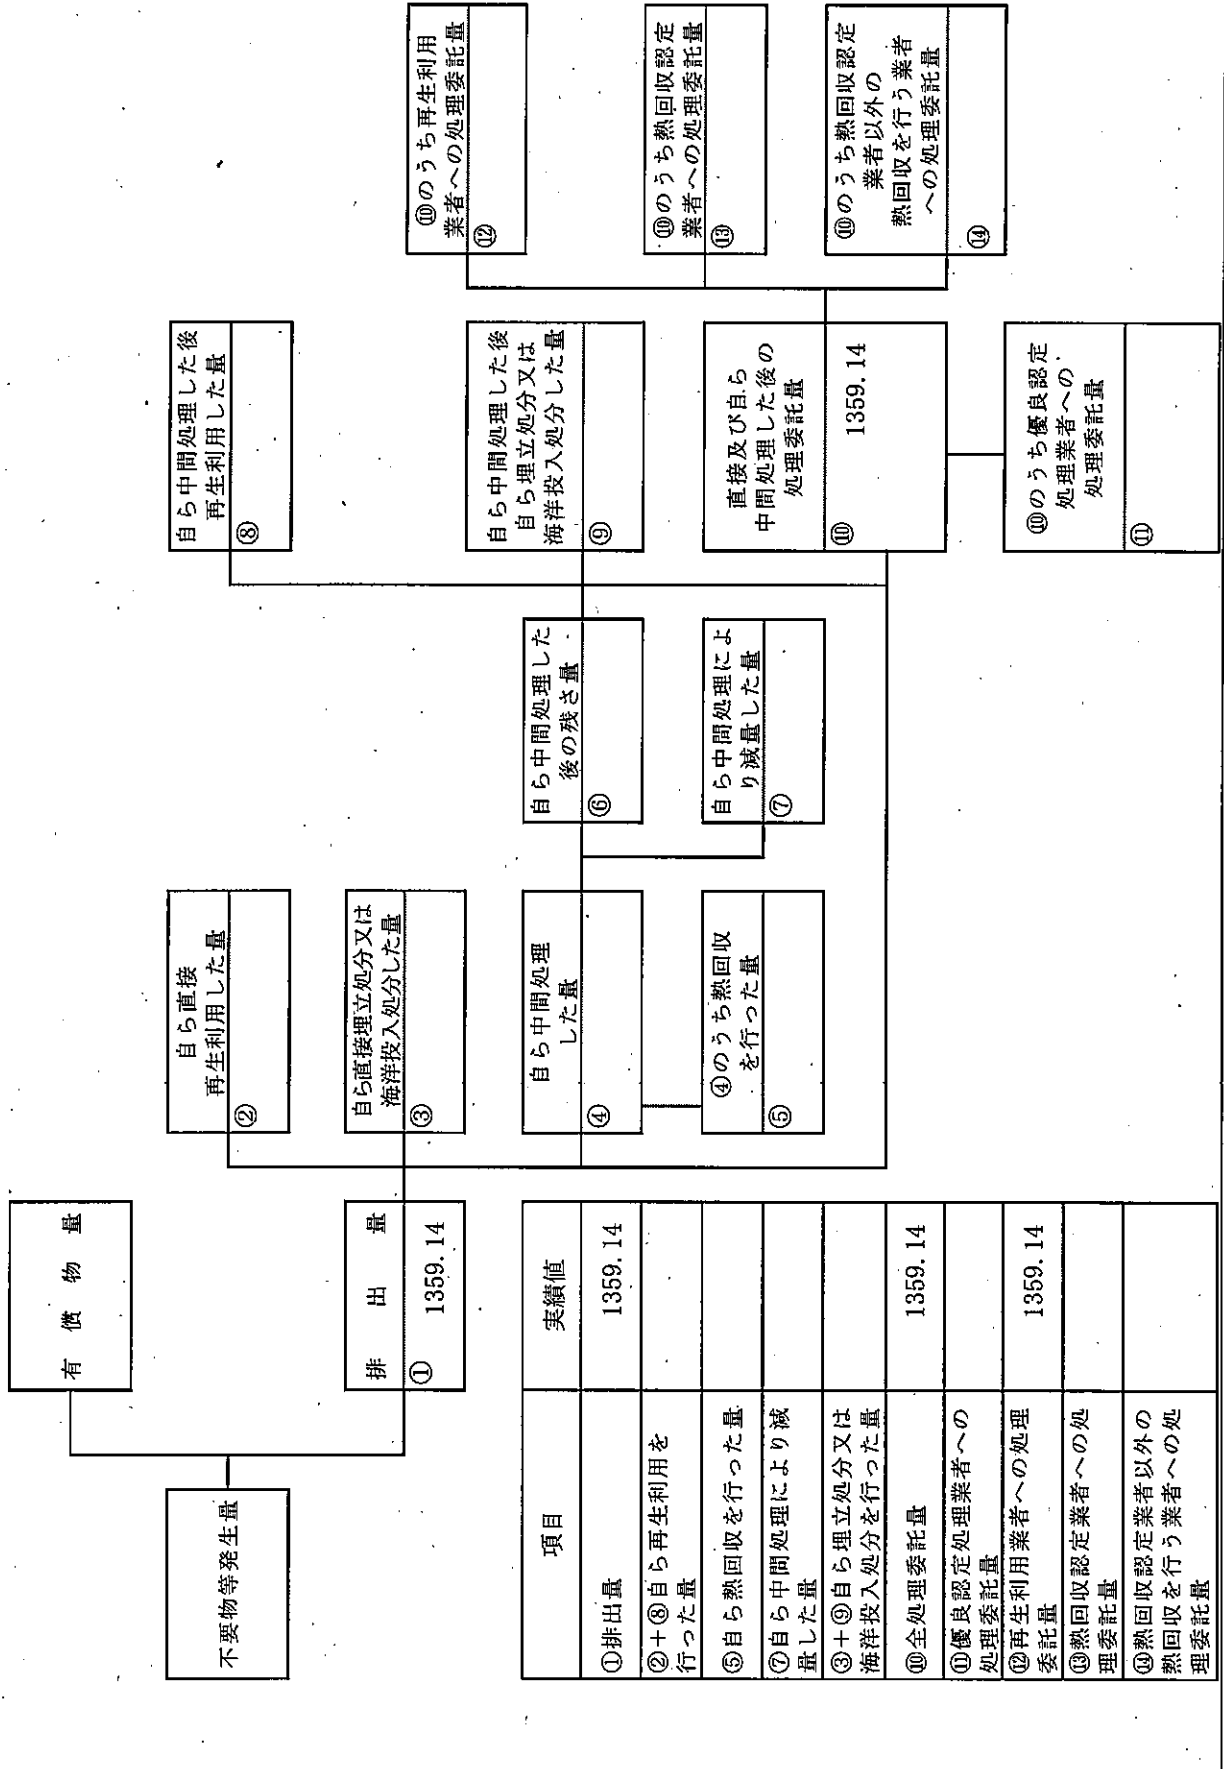 不要物等発生量
有償物量
排出量
① 1359.14
自ら直接
再生利用した量
②
自ら直接埋立処分又は
海洋投入処分した量
③
自ら中間処理
した量
④
④のうち熱回収
を行った量
⑤
自ら中間処理した
後の残さ量
⑥
自ら中間処理によ
り減量した量
⑦
自ら中間処理した後
再生利用した量
⑧
自ら中間処理した後
自ら埋立処分又は
海洋投入処分した量
⑨
直接及び自ら
中間処理した後の
処理委託量
⑩ 1359.14
⑩のうち優良認定
処理業者への
処理委託量
⑪
⑩のうち再生利用
業者への処理委託量
⑫
⑩のうち熱回収認定
業者への処理委託量
⑬
⑩のうち熱回収認定
業者以外の
熱回収を行う業者
への処理委託量
⑭
項目 実績値
①排出量 1359.14
②+⑧自ら再生利用を
行った量
⑤自ら熱回収を行った量
⑦自ら中間処理により減
量した量
③+⑨自ら埋立処分又は
海洋投入処分を行った量
⑩全処理委託量 1359.14
⑪優良認定処理業者への
処理委託量
⑫再生利用業者への処理
委託量 1359.14
⑬熱回収認定業者への処
理委託量
⑭熱回収認定業者以外の
熱回収を行う業者への処
理委託量